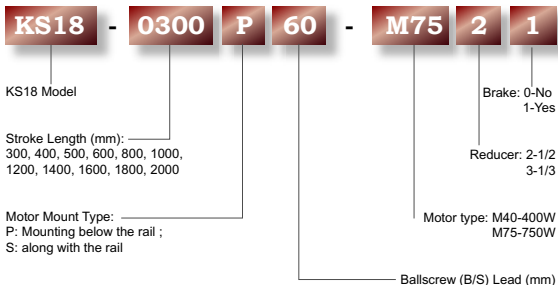 KS18 - 0300 P 60 - M75 2 1
KS18 Model
Stroke Length (mm):
300, 400, 500, 600, 800, 1000,
1200, 1400, 1600, 1800, 2000
Motor Mount Type:
P: Mounting below the rail ;
S: along with the rail
Brake: 0-No
1-Yes
Reducer: 2-1/2
3-1/3
Motor type: M40-400W
M75-750W
Ballscrew (B/S) Lead (mm)